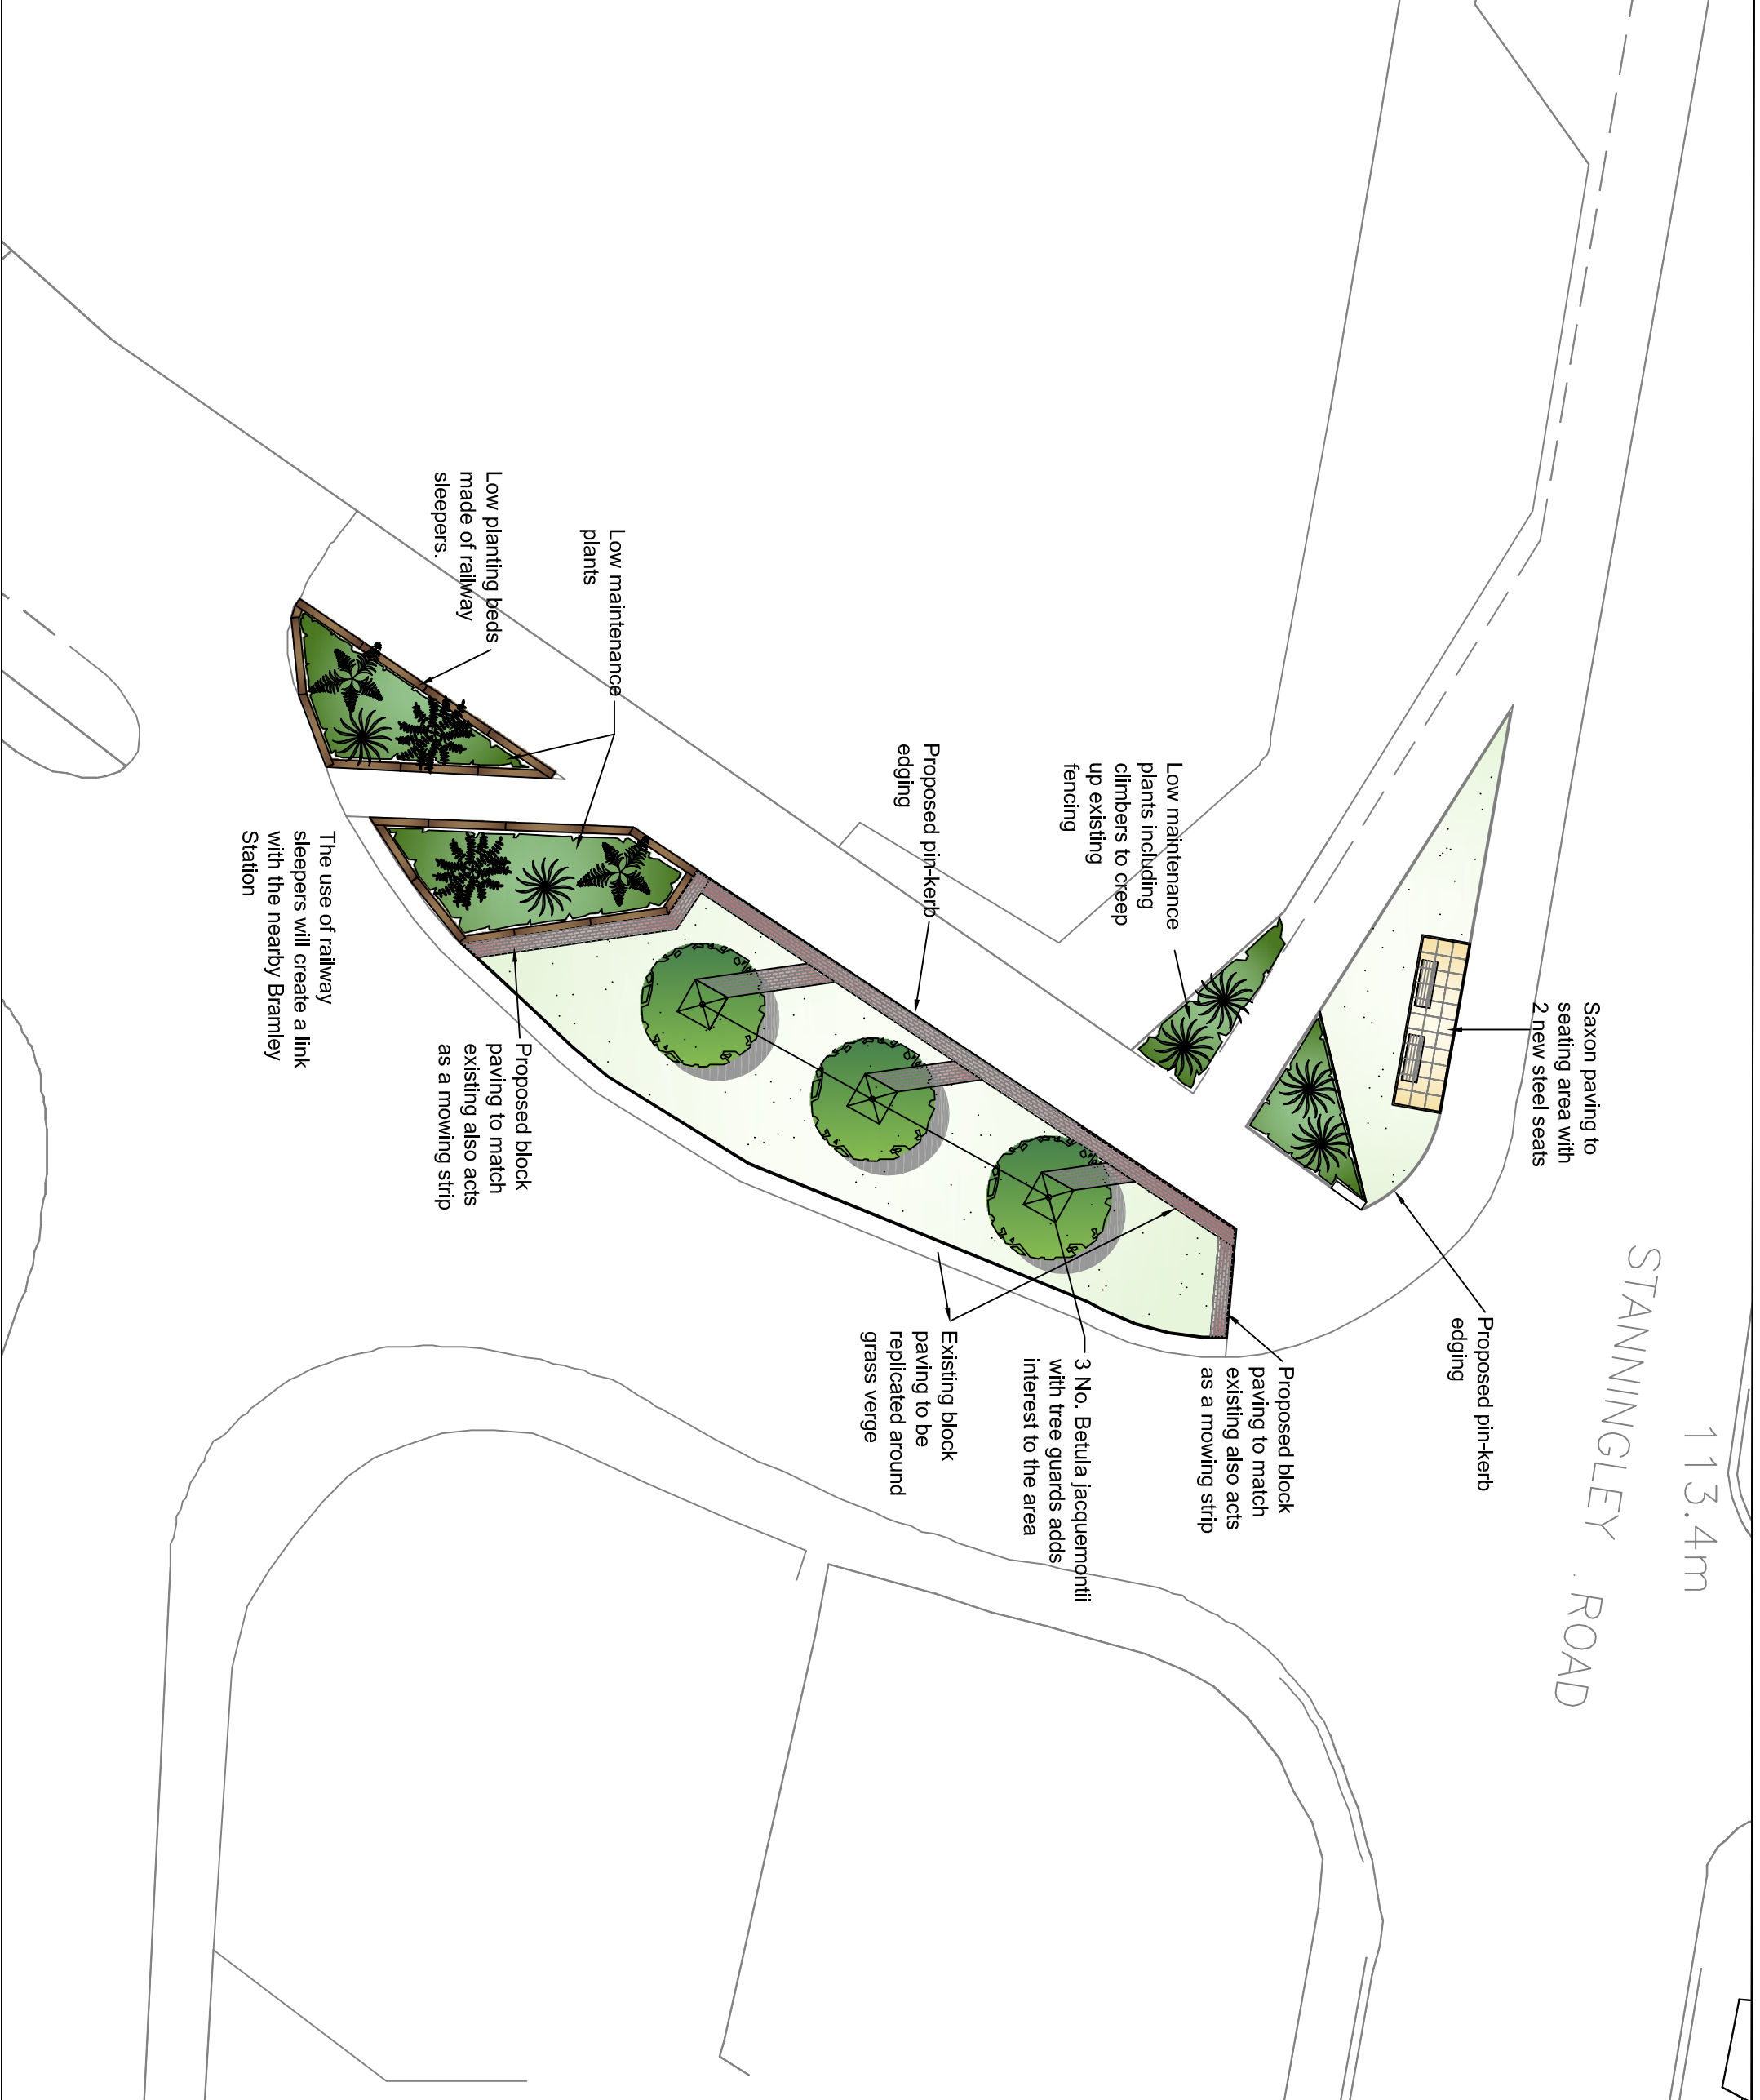 113.4m
STANNINGLEY ROAD
Saxon paving to
seating area with
2 new steel seats
Proposed pin-kerb
edging
Low maintenance
plants including
climbers to creep
up existing
fencing
Proposed block
paving to match
existing also acts
as a mowing strip
3 No. Betula jacquemontii
with tree guards adds
interest to the area
Proposed pin-kerb
edging
Existing block
paving to be
replicated around
grass verge
Low maintenance
plants
Proposed block
paving to match
existing also acts
as a mowing strip
Low planting beds
made of railway
sleepers.
The use of railway
sleepers will create a link
with the nearby Bramley
Station